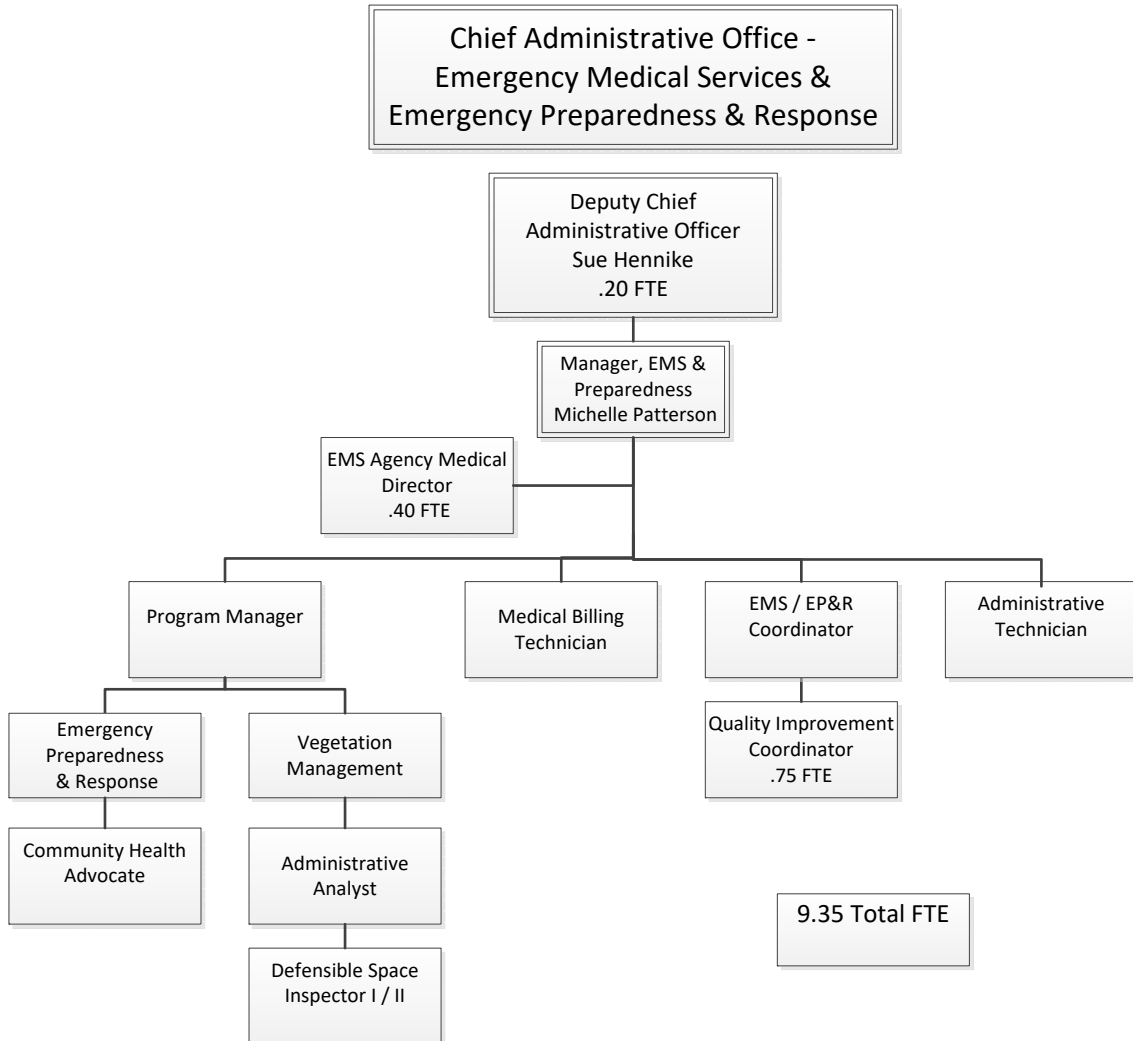 Chief Administrative Office -
Emergency Medical Services &
Emergency Preparedness & Response
Deputy Chief
Administrative Officer
Sue Hennike
.20 FTE
Manager, EMS &
Preparedness
Michelle Patterson
EMS Agency Medical
Director
.40 FTE
Program Manager
Medical Billing
Technician
EMS / EP&R
Coordinator
Administrative
Technician
Emergency
Preparedness
& Response
Vegetation
Management
Quality Improvement
Coordinator
.75 FTE
Community Health
Advocate
Administrative
Analyst
9.35 Total FTE
Defensible Space
Inspector I / II